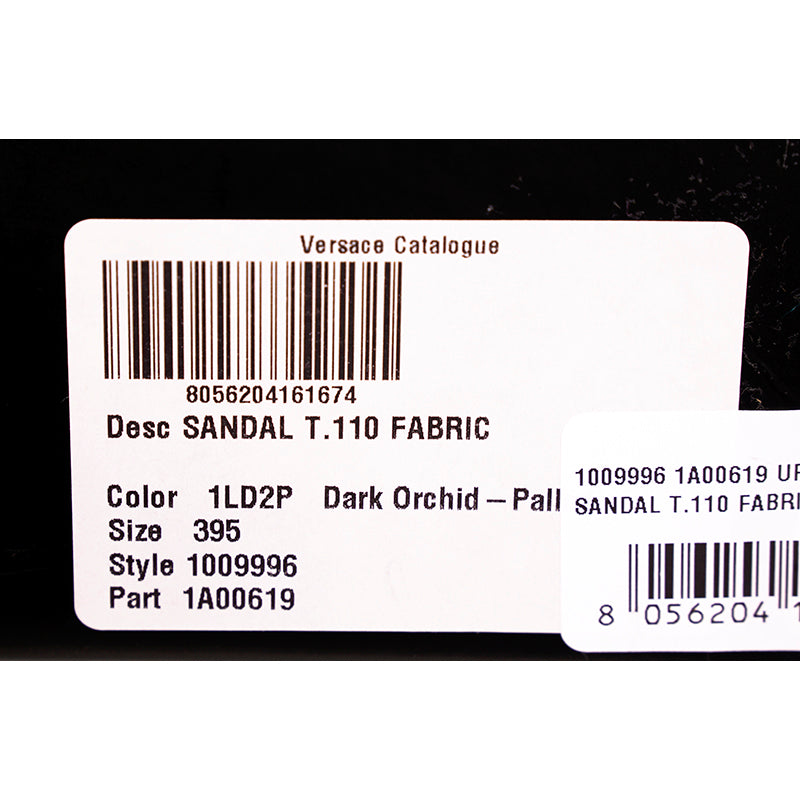 Versace Catalogue
8056204161674
Desc SANDAL T.110 FABRIC
Color 1LD2P Dark Orchid – Pall
Size 395
Style 1009996
Part 1A00619
1009996 1A00619
SANDAL T.110 FABRI
8 056204